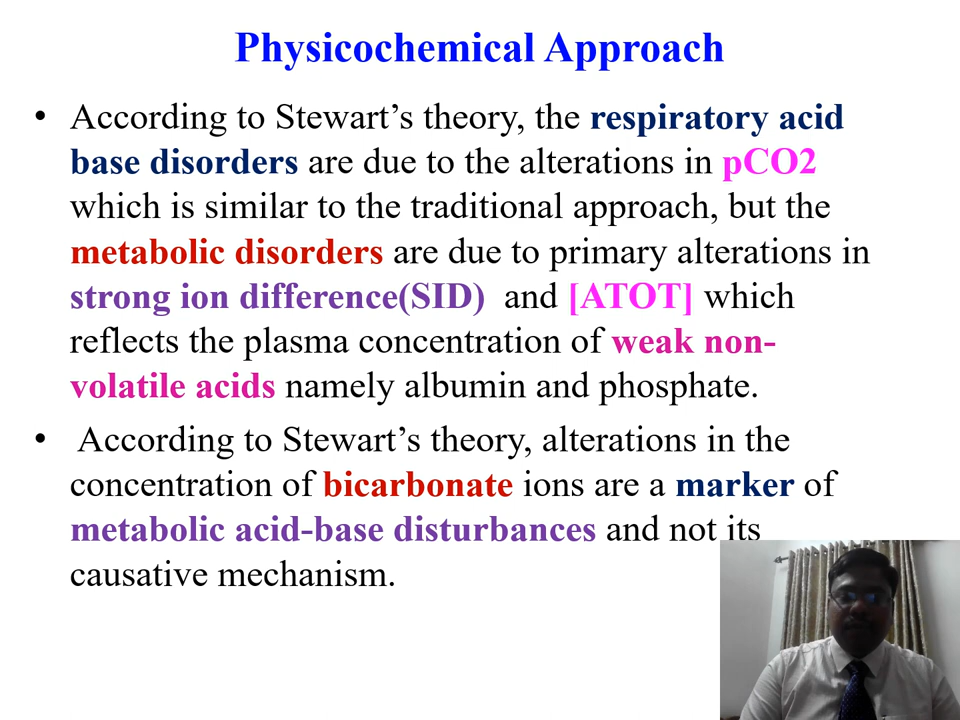 Physicochemical Approach
• According to Stewart’s theory, the respiratory acid
base disorders are due to the alterations in pCO2
which is similar to the traditional approach, but the
metabolic disorders are due to primary alterations in
strong ion difference(SID) and [ATOT] which
reflects the plasma concentration of weak non-
volatile acids namely albumin and phosphate.
• According to Stewart’s theory, alterations in the
concentration of bicarbonate ions are a marker of
metabolic acid-base disturbances and not its
causative mechanism.